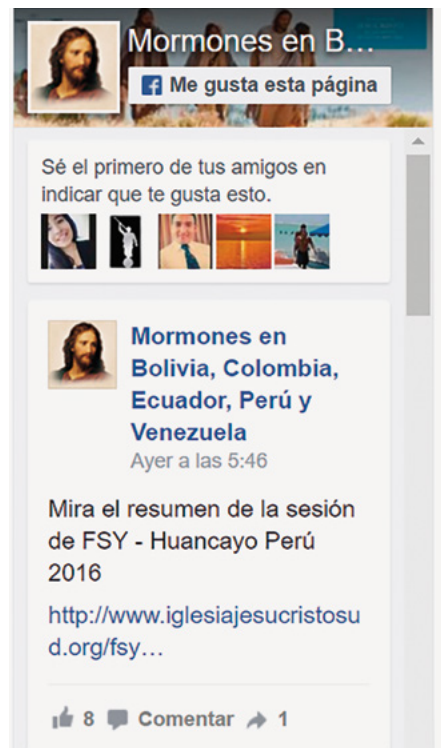 Mormones en B...
Me gusta esta página
Sé el primero de tus amigos en
indicar que te gusta esto.
Mormones en
Bolivia, Colombia,
Ecuador, Perú y
Venezuela
Ayer a las 5:46
Mira el resumen de la sesión
de FSY - Huancayo Perú
2016
http://www.iglesiajesucristosu
d.org/fsy…
8 Comentar 1